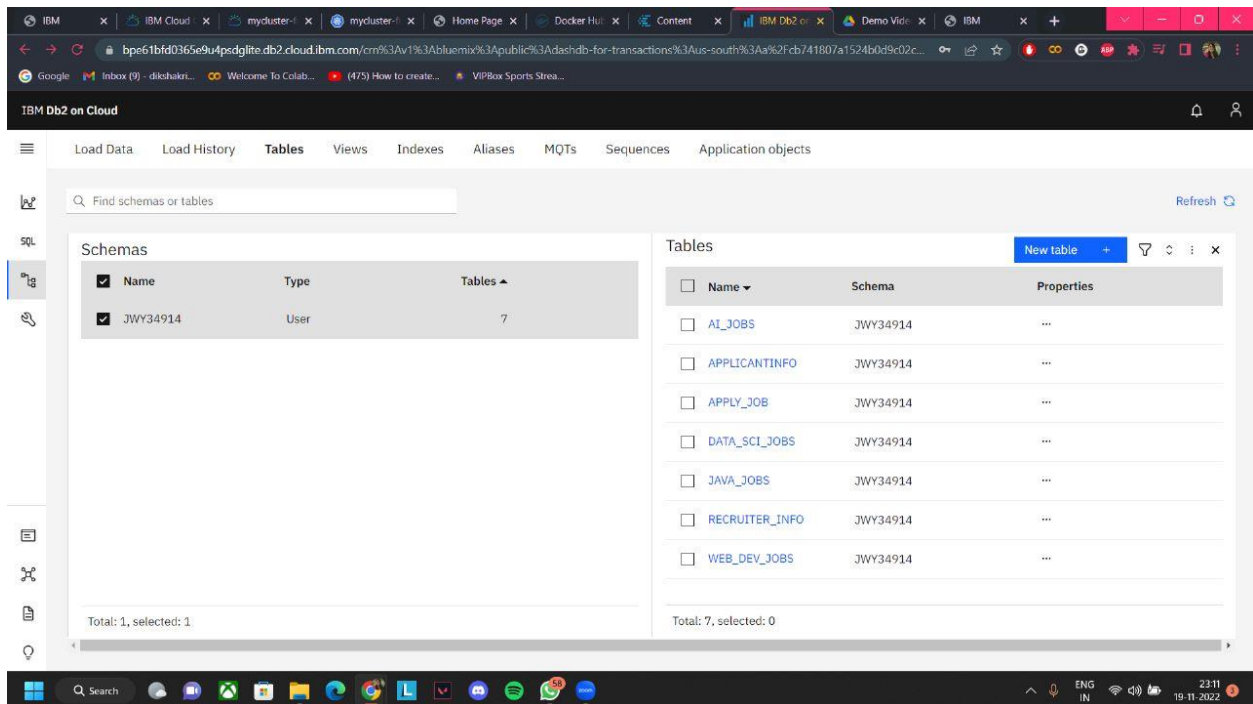 IBM IBM Cloud mycluster-f mycluster-f Home Page Docker Hub Content IBM Db2 or Demo Vide IBM
bpe61bfd0365e9u4psdglite.db2.cloud.ibm.com/crn%3Av1%3Abluemix%3Apublic%3Adashdb-for-transactions%3Aus-south%3Aa%2Fcb741807a1524b0d9c02c...
Google Inbox (9) - dikshakri... Welcome To Colab... (475) How to create... VIPBox Sports Strea...
IBM Db2 on Cloud
Load Data Load History Tables Views Indexes Aliases MQTs Sequences Application objects
Find schemas or tables Refresh
SQL
Schemas Tables New table +
Name Type Tables Name Schema Properties
JWY34914 User 7
AI_JOBS JWY34914 ...
APPLICANTINFO JWY34914 ...
APPLY_JOB JWY34914 ...
DATA_SCI_JOBS JWY34914 ...
JAVA_JOBS JWY34914 ...
RECRUITER_INFO JWY34914 ...
WEB_DEV_JOBS JWY34914 ...
Total: 1, selected: 1 Total: 7, selected: 0
Search L 58 zoom ENG 23:11
IN 19-11-2022 3